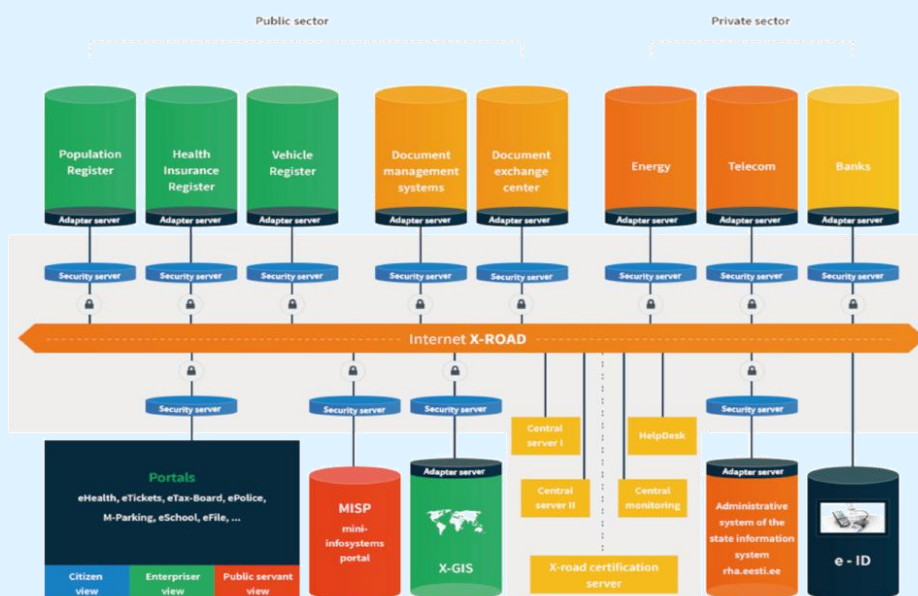 Public sector
Private sector
Population
Register
Health
Insurance
Register
Vehicle
Register
Document
management
systems
Document
exchange
center
Energy
Telecom
Banks
Adapter server
Adapter server
Adapter server
Adapter server
Adapter server
Adapter server
Adapter server
Adapter server
Security server
Security server
Security server
Security server
Security server
Security server
Security server
Security server
Internet X-ROAD
Security server
Security server
Security server
Security server
Central
server I
HelpDesk
Portals
eHealth, eTickets, eTax-Board, ePolice,
M-Parking, eSchool, eFile, ...
Citizen
view
Enterpriser
view
Public servant
view
MISP
mini-
infosystems
portal
Adapter server
X-GIS
Central
server II
Central
monitoring
X-road certification
server
Adapter server
Administrative
system of the
state information
system
rha.eesti.ee
e - ID